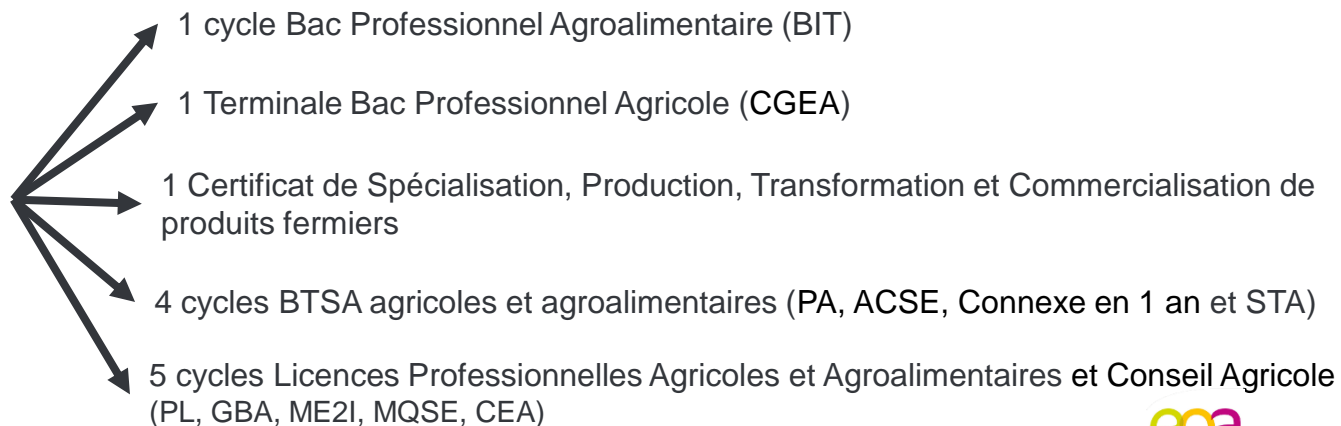 1 cycle Bac Professionnel Agroalimentaire (BIT)
1 Terminale Bac Professionnel Agricole (CGEA)
1 Certificat de Spécialisation, Production, Transformation et Commercialisation de
produits fermiers
4 cycles BTSA agricoles et agroalimentaires (PA, ACSE, Connexe en 1 an et STA)
5 cycles Licences Professionnelles Agricoles et Agroalimentaires et Conseil Agricole
(PL, GBA, ME2I, MQSE, CEA)